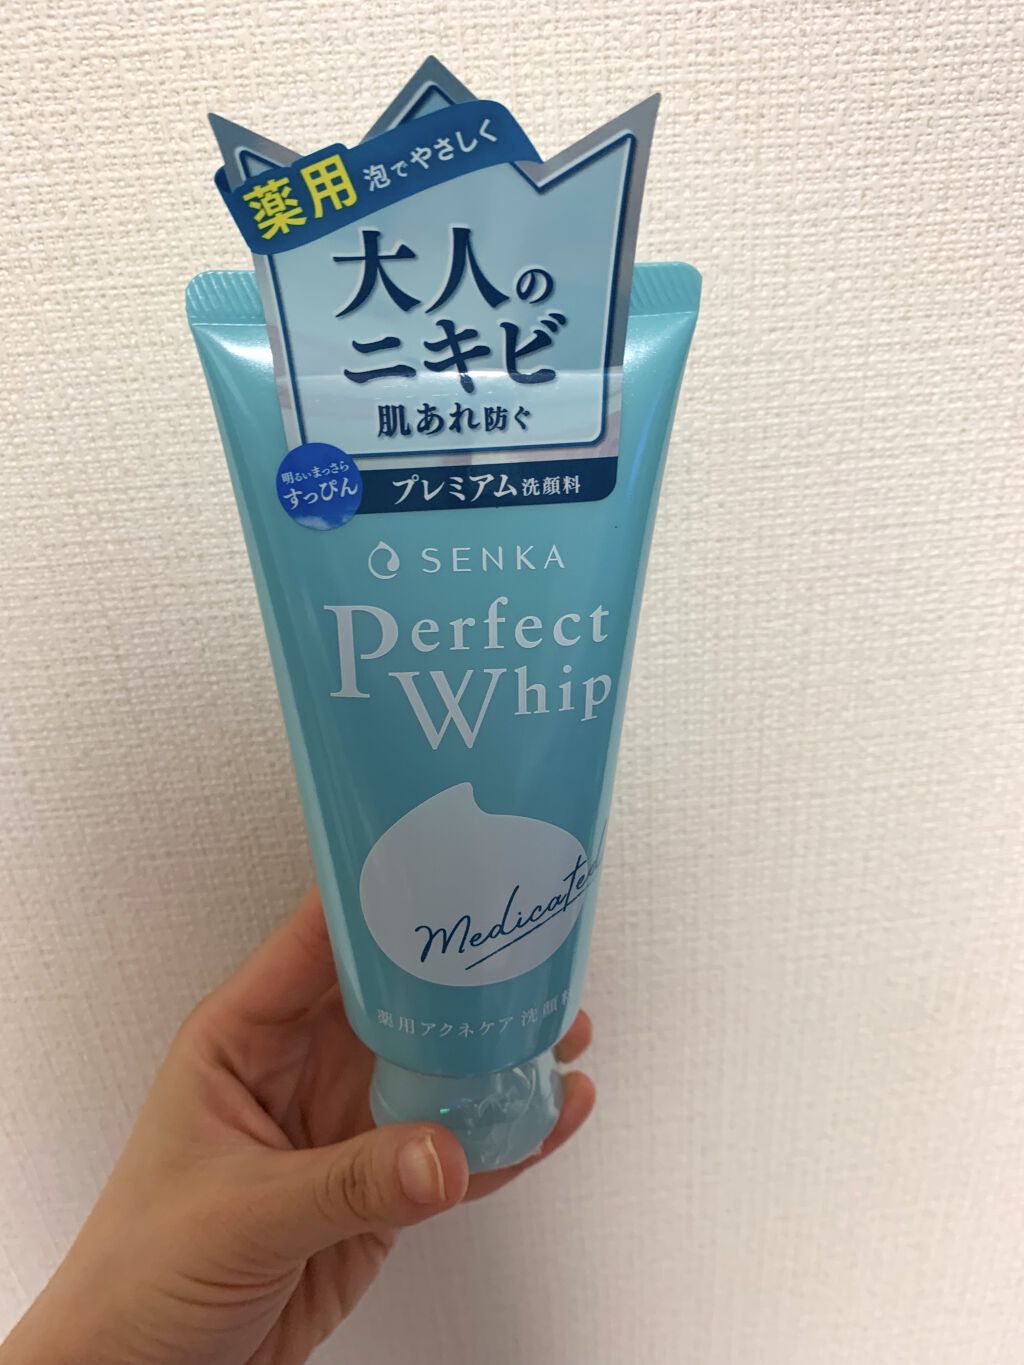 薬用 泡でやさしく
大人の
ニキビ
肌あれ防ぐ
明るいまっさら
すっぴん
プレミアム洗顔料
SENKA
Perfect
Whip
Medicated
薬用アクネケア 洗顔料